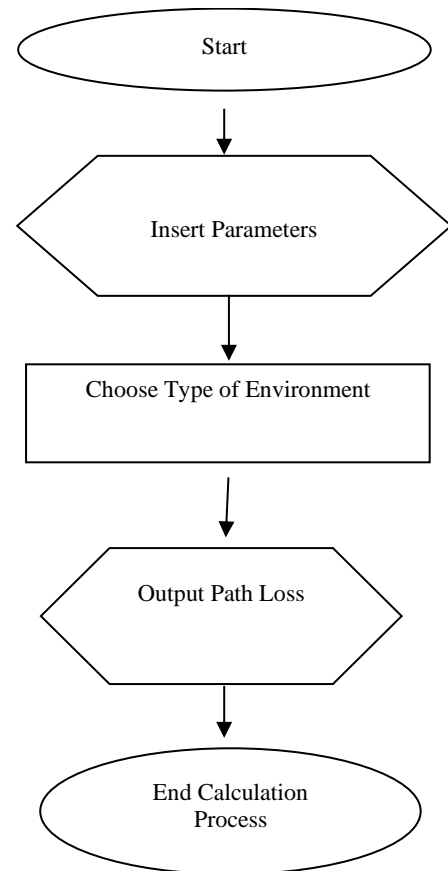 Start
Insert Parameters
Choose Type of Environment
Output Path Loss
End Calculation
Process